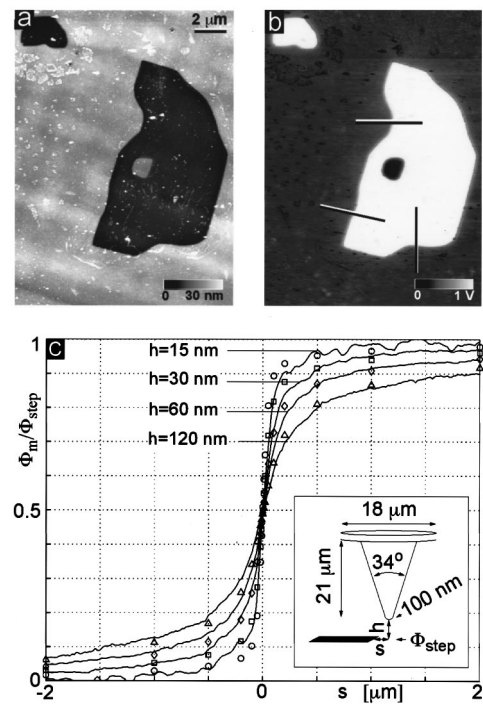 a
2 μm
0 30 nm
b
0 1 V
c
1
h=15 nm
h=30 nm
h=60 nm
h=120 nm
Φm/Φstep
0.5
0
-2 -1 0 1 2
s [μm]
18 μm
34°
21 μm
100 nm
h
s
Φstep